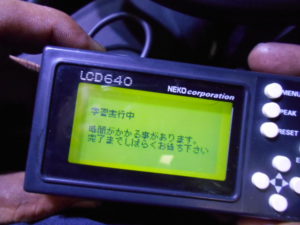 LCD640
NEKO corporation
学習実行中
時間がかかる事があります。
完了までしばらくお待ち下さい
MENU
PEAK
RESET